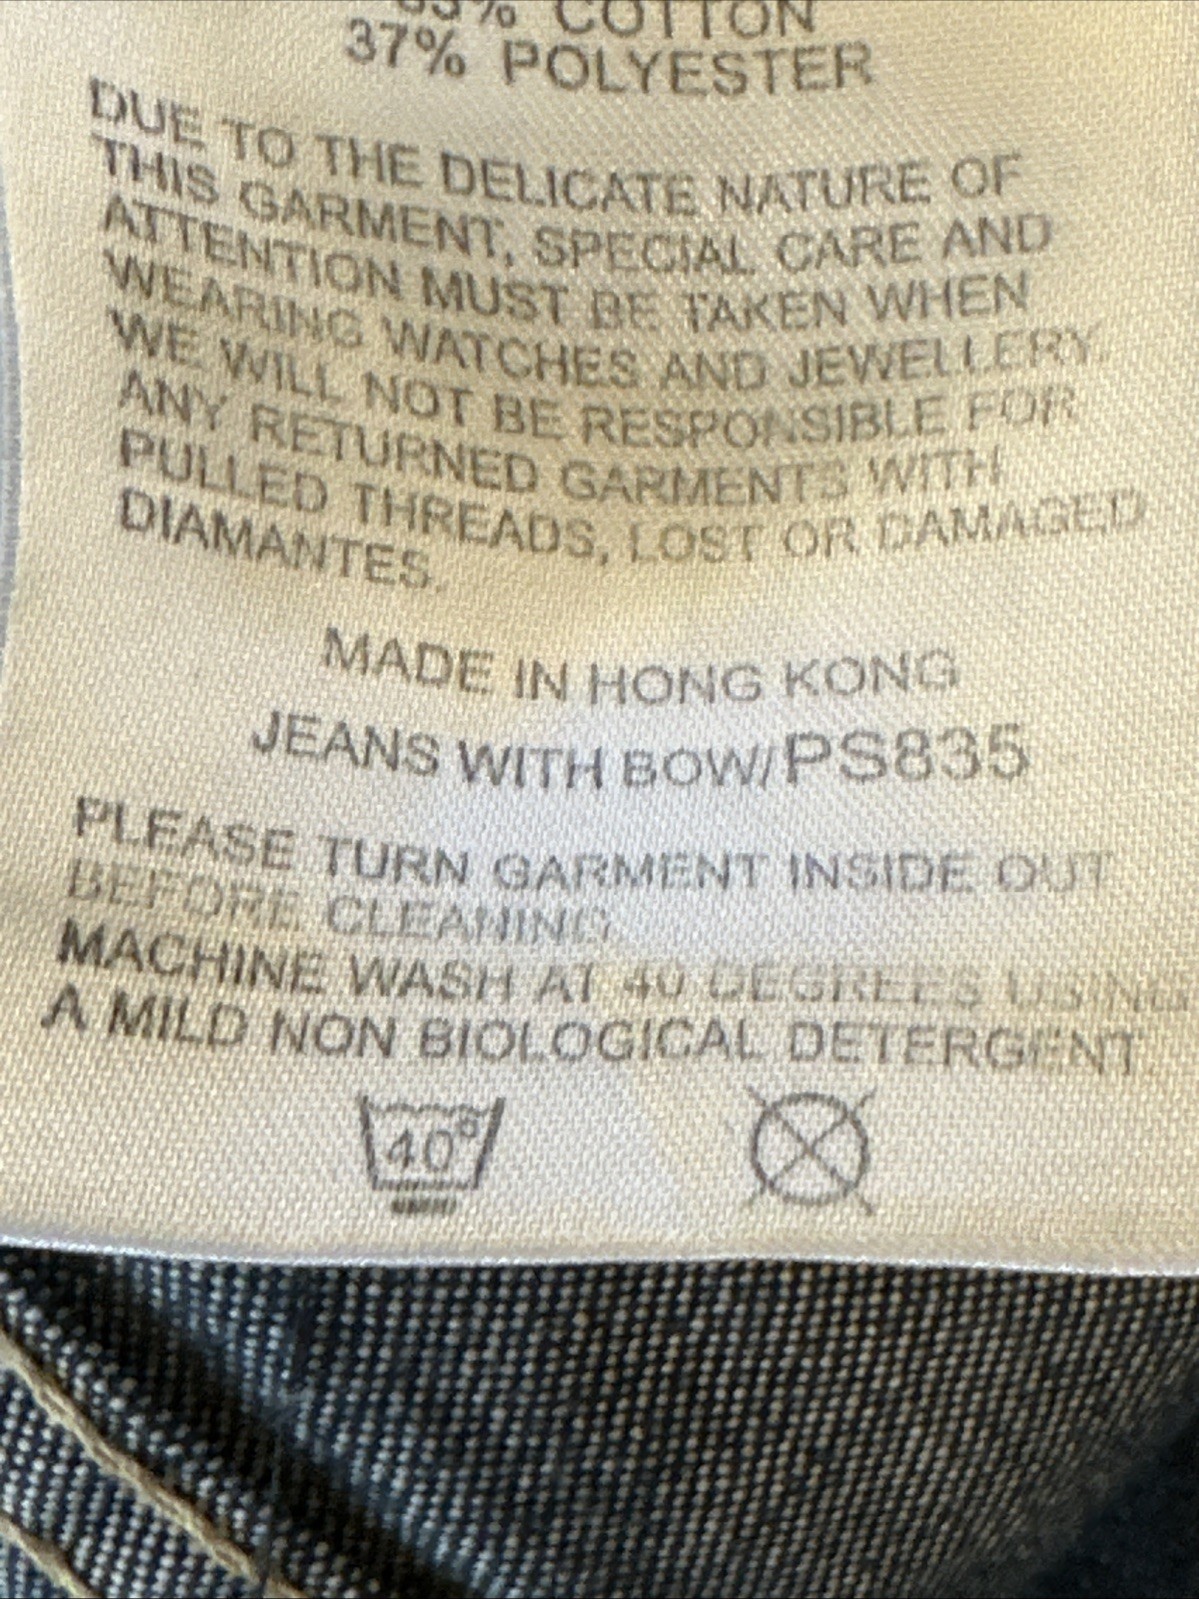 % COTTON
37% POLYESTER
DUE TO THE DELICATE NATURE OF
THIS GARMENT, SPECIAL CARE AND
ATTENTION MUST BE TAKEN WHEN
WEARING WATCHES AND JEWELLERY.
WE WILL NOT BE RESPONSIBLE FOR
ANY RETURNED GARMENTS WITH
PULLED THREADS, LOST OR DAMAGED
DIAMANTES.
MADE IN HONG KONG
JEANS WITH BOW/PS835
PLEASE TURN GARMENT INSIDE OUT
BEFORE CLEANING
MACHINE WASH AT 40 DEGREES USING
A MILD NON BIOLOGICAL DETERGENT.
40°